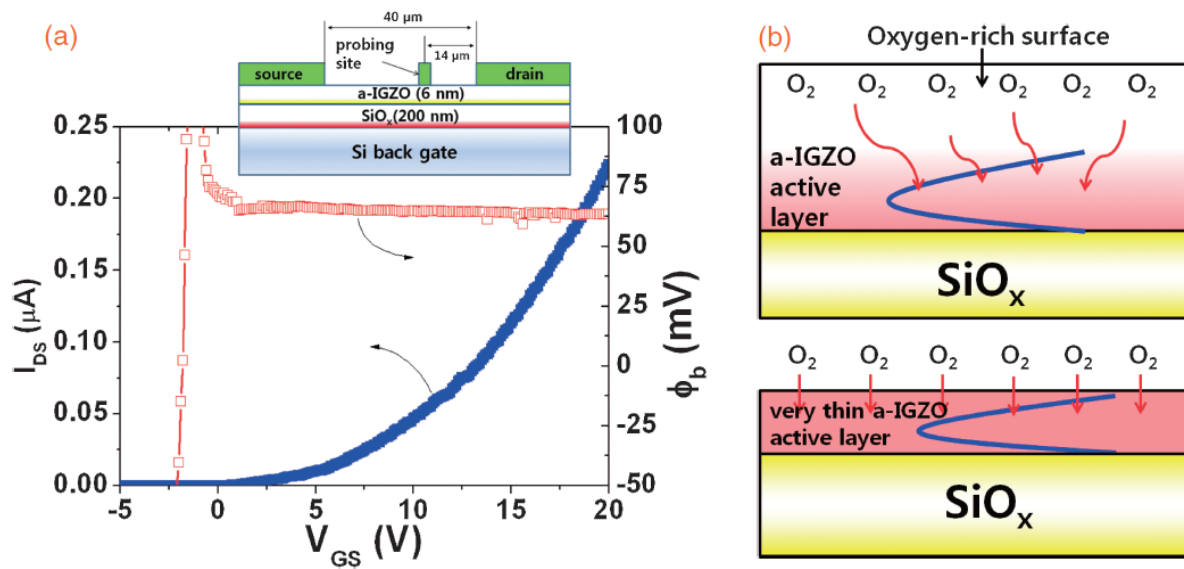 (a)
40 μm
probing
site
14 μm
source
drain
a-IGZO (6 nm)
SiOₓ(200 nm)
Si back gate
0.25
0.20
0.15
0.10
0.05
0.00
I_DS (μA)
100
75
50
25
0
-25
-50
ϕ_b (mV)
-5
0
5
10
15
20
V_GS (V)
(b)
Oxygen-rich surface
O₂ O₂ O₂ O₂ O₂ O₂
a-IGZO
active
layer
SiOₓ
O₂ O₂ O₂ O₂ O₂ O₂
very thin a-IGZO
active layer
SiOₓ